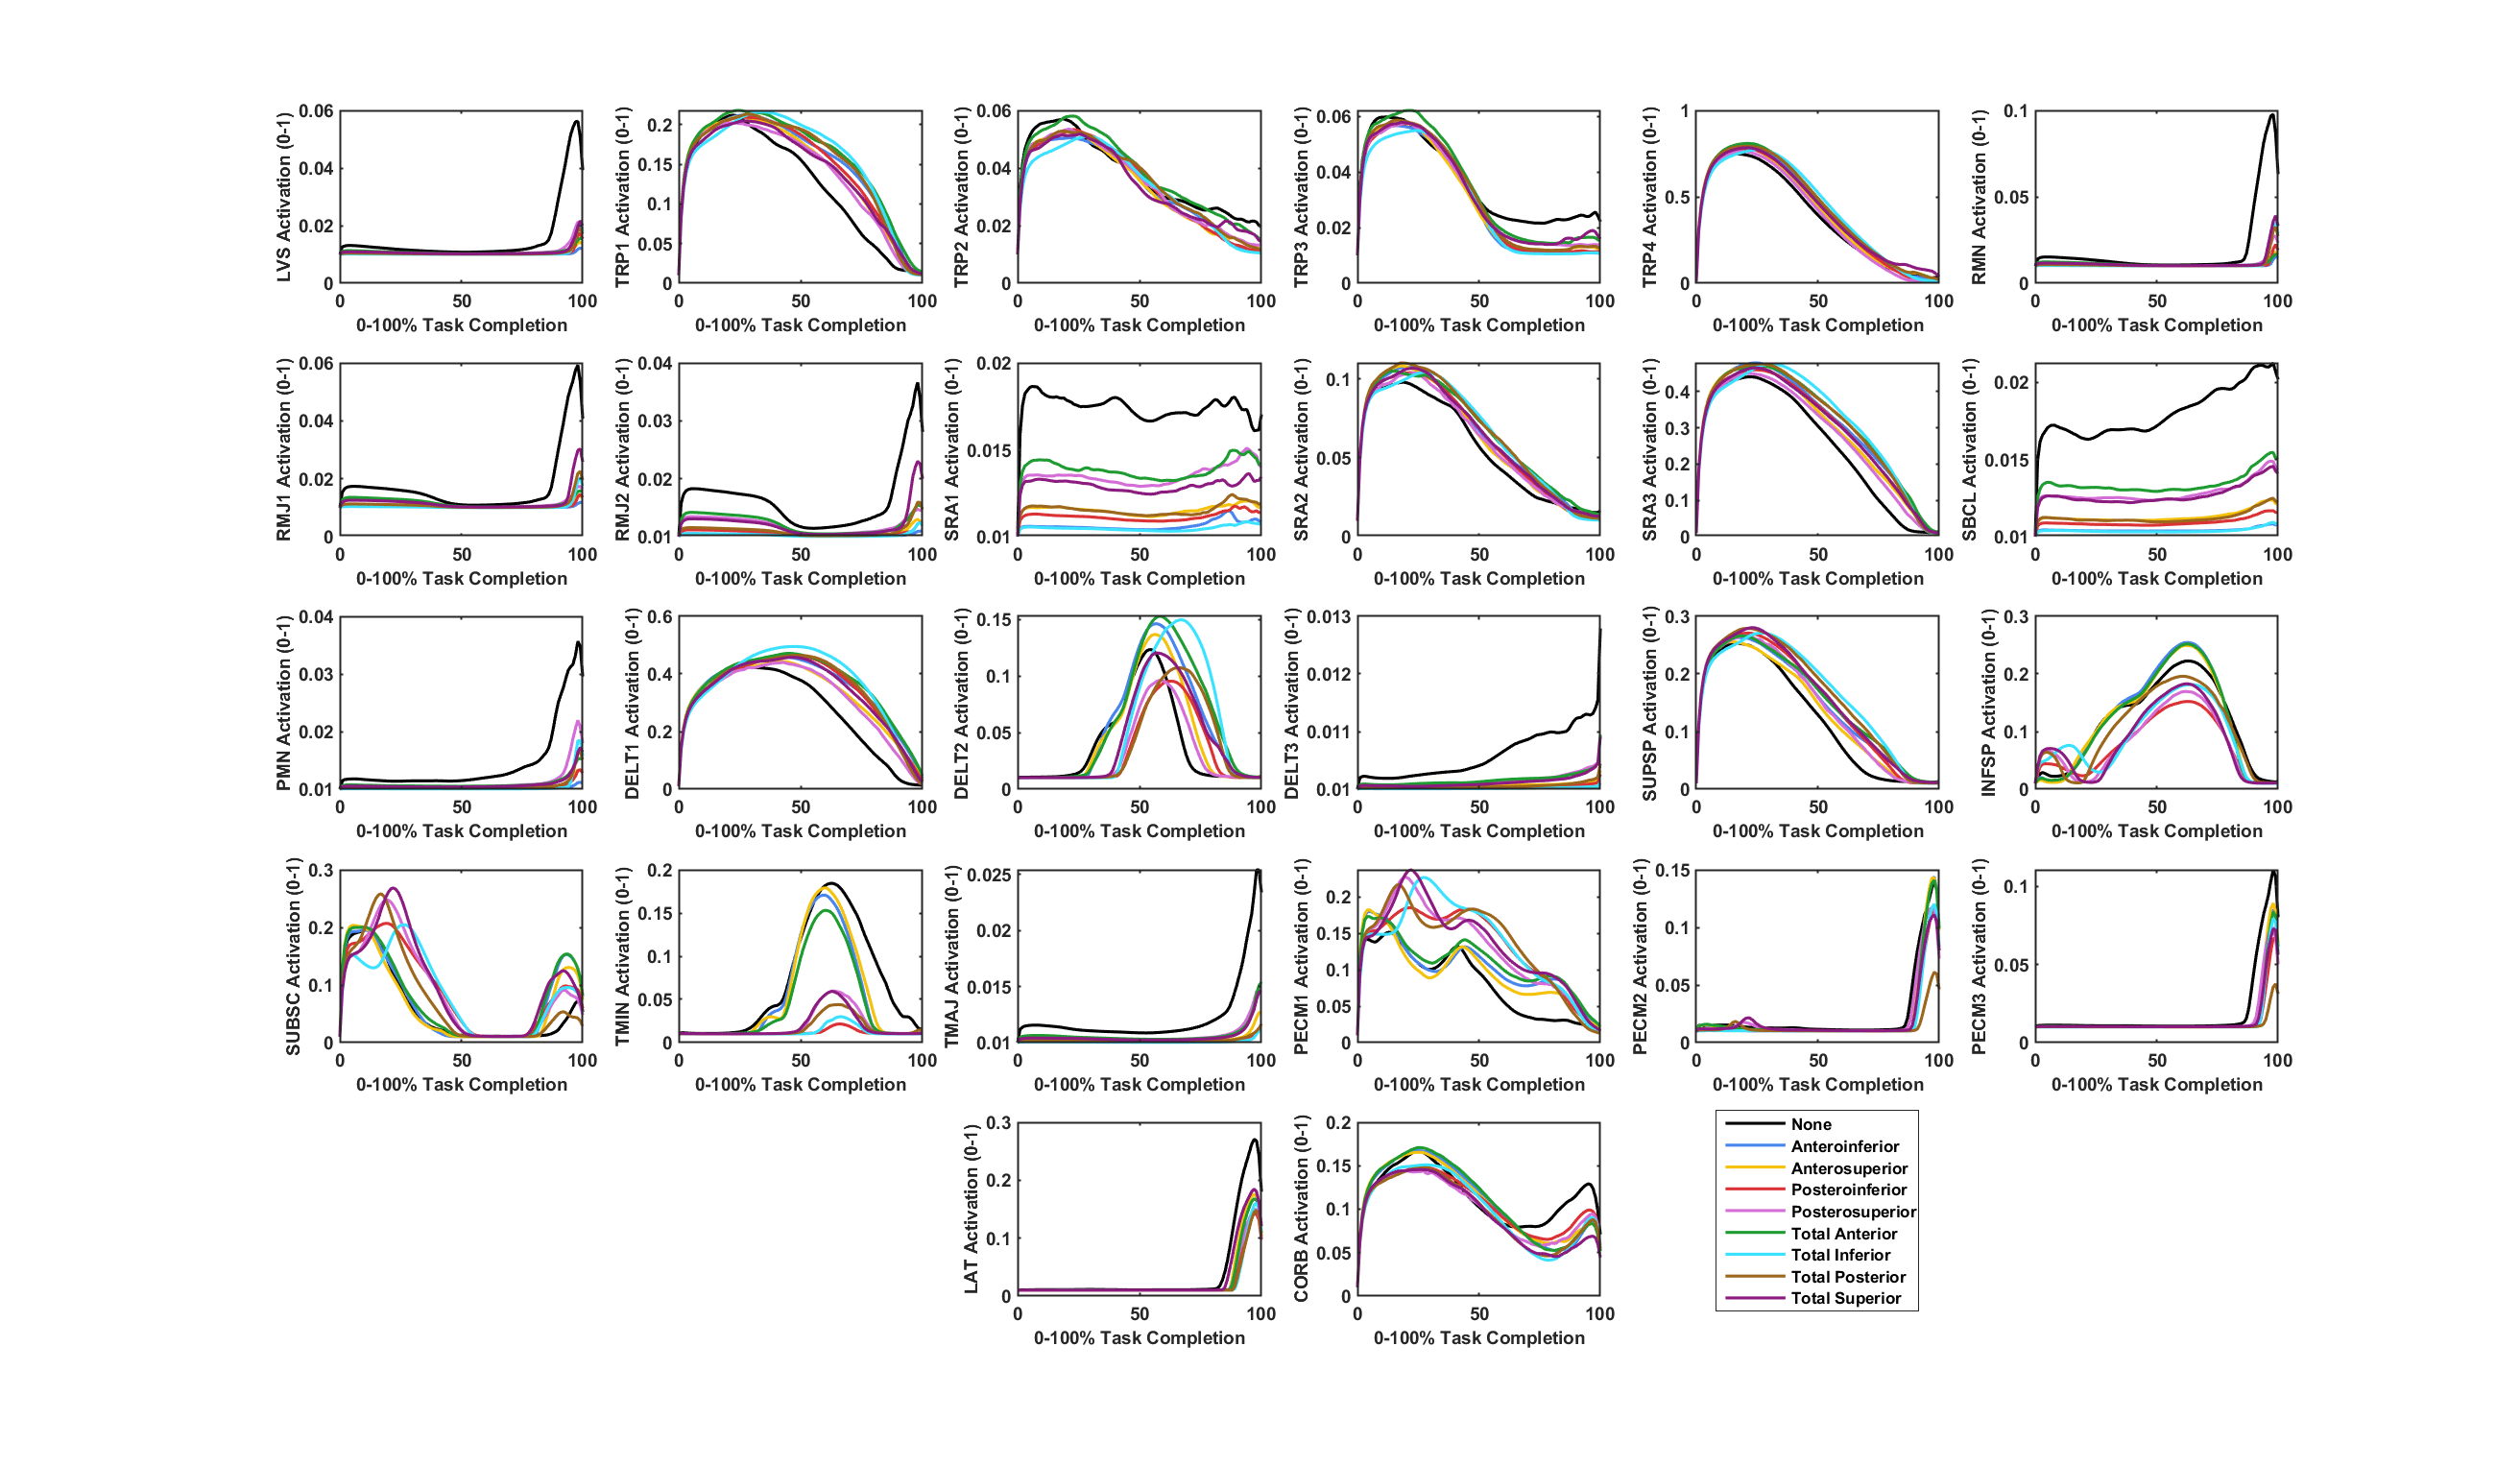 LVS Activation (0-1)
0.06
0.04
0.02
0
0 50 100
0-100% Task Completion
TRP1 Activation (0-1)
0.2
0.15
0.1
0.05
0
0 50 100
0-100% Task Completion
TRP2 Activation (0-1)
0.06
0.04
0.02
0
0 50 100
0-100% Task Completion
TRP3 Activation (0-1)
0.06
0.04
0.02
0
0 50 100
0-100% Task Completion
TRP4 Activation (0-1)
1
0.5
0
0 50 100
0-100% Task Completion
RMN Activation (0-1)
0.1
0.05
0
0 50 100
0-100% Task Completion
RMJ1 Activation (0-1)
0.06
0.04
0.02
0
0 50 100
0-100% Task Completion
RMJ2 Activation (0-1)
0.04
0.03
0.02
0.01
0 50 100
0-100% Task Completion
SRA1 Activation (0-1)
0.02
0.015
0.01
0 50 100
0-100% Task Completion
SRA2 Activation (0-1)
0.1
0.05
0
0 50 100
0-100% Task Completion
SRA3 Activation (0-1)
0.4
0.3
0.2
0.1
0
0 50 100
0-100% Task Completion
SBCL Activation (0-1)
0.02
0.015
0.01
0 50 100
0-100% Task Completion
PMN Activation (0-1)
0.04
0.03
0.02
0.01
0 50 100
0-100% Task Completion
DELT1 Activation (0-1)
0.6
0.4
0.2
0
0 50 100
0-100% Task Completion
DELT2 Activation (0-1)
0.15
0.1
0.05
0
0 50 100
0-100% Task Completion
DELT3 Activation (0-1)
0.013
0.012
0.011
0.01
0 50 100
0-100% Task Completion
SUPSP Activation (0-1)
0.3
0.2
0.1
0
0 50 100
0-100% Task Completion
INFSP Activation (0-1)
0.3
0.2
0.1
0
0 50 100
0-100% Task Completion
SUBSC Activation (0-1)
0.3
0.2
0.1
0
0 50 100
0-100% Task Completion
TMIN Activation (0-1)
0.2
0.15
0.1
0.05
0
0 50 100
0-100% Task Completion
TMAJ Activation (0-1)
0.025
0.02
0.015
0.01
0 50 100
0-100% Task Completion
PECM1 Activation (0-1)
0.2
0.15
0.1
0.05
0
0 50 100
0-100% Task Completion
PECM2 Activation (0-1)
0.15
0.1
0.05
0
0 50 100
0-100% Task Completion
PECM3 Activation (0-1)
0.1
0.05
0
0 50 100
0-100% Task Completion
LAT Activation (0-1)
0.3
0.2
0.1
0
0 50 100
0-100% Task Completion
CORB Activation (0-1)
0.2
0.15
0.1
0.05
0
0 50 100
0-100% Task Completion
None
Anteroinferior
Anterosuperior
Posteroinferior
Posterosuperior
Total Anterior
Total Inferior
Total Posterior
Total Superior